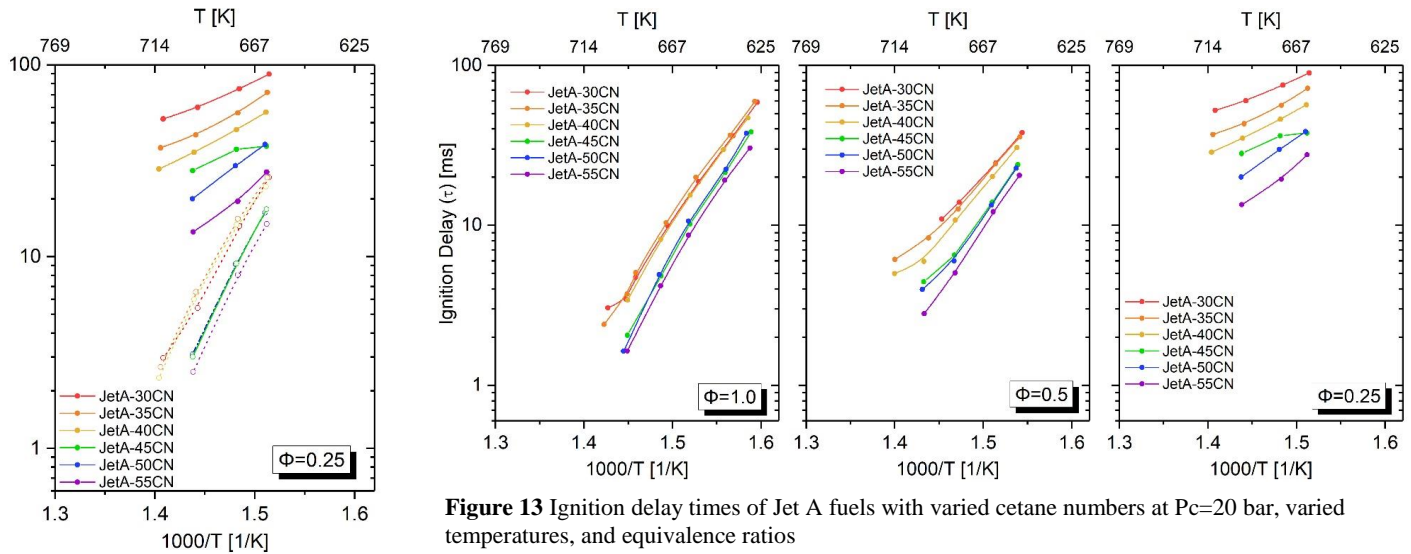 T [K]
769 714 667 625
100
10
1
JetA-30CN
JetA-35CN
JetA-40CN
JetA-45CN
JetA-50CN
JetA-55CN
Φ=0.25
1.3 1.4 1.5 1.6
1000/T [1/K]
T [K]
769 714 667 625
Ignition Delay (τ) [ms]
100
10
1
JetA-30CN
JetA-35CN
JetA-40CN
JetA-45CN
JetA-50CN
JetA-55CN
Φ=1.0
1.3 1.4 1.5 1.6
1000/T [1/K]
T [K]
769 714 667 625
JetA-30CN
JetA-35CN
JetA-40CN
JetA-45CN
JetA-50CN
JetA-55CN
Φ=0.5
1.3 1.4 1.5 1.6
1000/T [1/K]
T [K]
769 714 667 625
JetA-30CN
JetA-35CN
JetA-40CN
JetA-45CN
JetA-50CN
JetA-55CN
Φ=0.25
1.3 1.4 1.5 1.6
1000/T [1/K]
Figure 13 Ignition delay times of Jet A fuels with varied cetane numbers at Pc=20 bar, varied
temperatures, and equivalence ratios